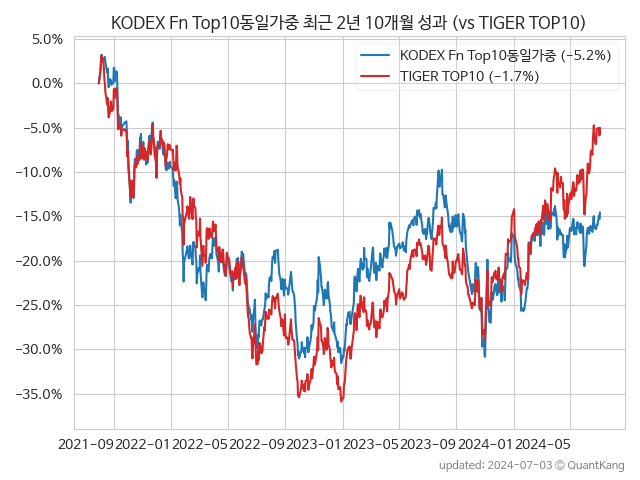 KODEX Fn Top10동일가중 최근 2년 10개월 성과 (vs TIGER TOP10)
5.0%
KODEX Fn Top10동일가중 (−5.2%)
TIGER TOP10 (−1.7%)
0.0%
−5.0%
−10.0%
−15.0%
−20.0%
−25.0%
−30.0%
−35.0%
2021-09 2022-01 2022-05 2022-09 2023-01 2023-05 2023-09 2024-01 2024-05
updated: 2024-07-03 © QuantKang